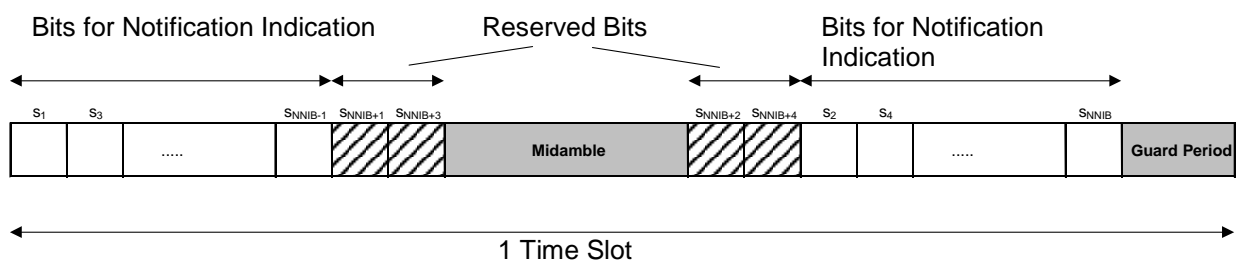 Bits for Notification Indication Reserved Bits Bits for Notification
Indication
s1 s3 sNNIB-1 sNNIB+1 sNNIB+3 sNNIB+2 sNNIB+4 s2 s4 sNNIB
..... Midamble ..... Guard Period
1 Time Slot